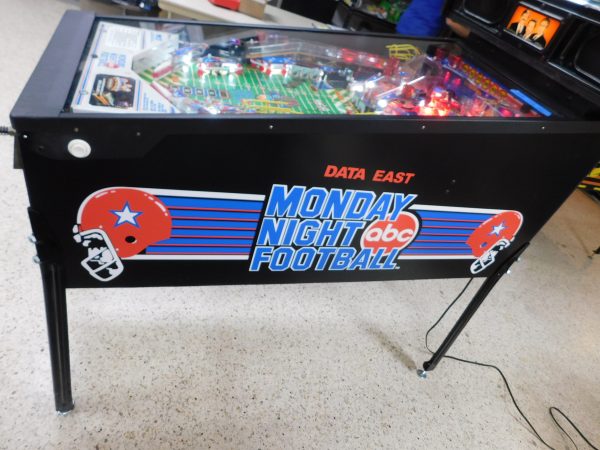 DATA EAST
MONDAY
NIGHT abc
FOOTBALL